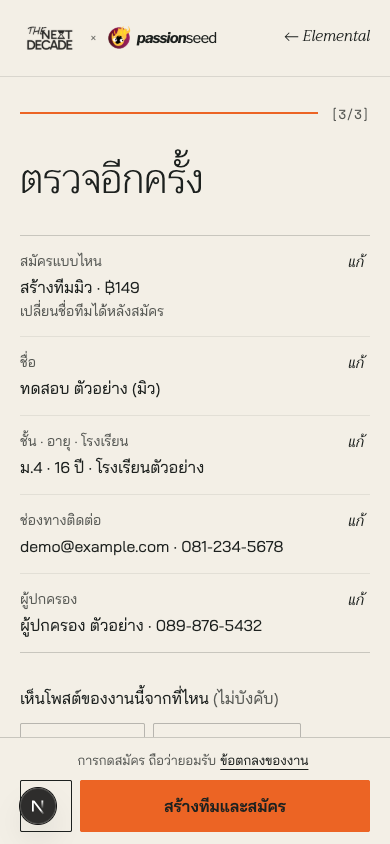 THE NEXT DECADE × passionseed
← Elemental
[3/3]
ตรวจอีกครั้ง
สมัครแบบไหน แก้
สร้างทีมมิว · ฿149
เปลี่ยนชื่อทีมได้หลังสมัคร
ชื่อ แก้
ทดสอบ ตัวอย่าง (มิว)
ชั้น · อายุ · โรงเรียน แก้
ม.4 · 16 ปี · โรงเรียนตัวอย่าง
ช่องทางติดต่อ แก้
demo@example.com · 081-234-5678
ผู้ปกครอง แก้
ผู้ปกครอง ตัวอย่าง · 089-876-5432
เห็นโพสต์ของงานนี้จากที่ไหน (ไม่บังคับ)
การกดสมัคร ถือว่ายอมรับ ข้อตกลงของงาน
N
สร้างทีมและสมัคร